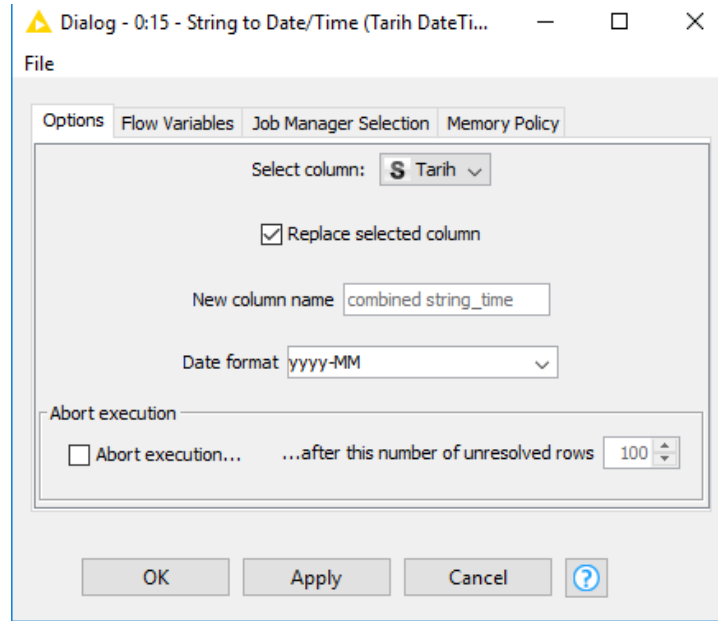 Dialog - 0:15 - String to Date/Time (Tarih DateTi...
File
Options Flow Variables Job Manager Selection Memory Policy
Select column: S Tarih
Replace selected column
New column name combined string_time
Date format yyyy-MM
Abort execution
Abort execution... ...after this number of unresolved rows 100
OK Apply Cancel ?